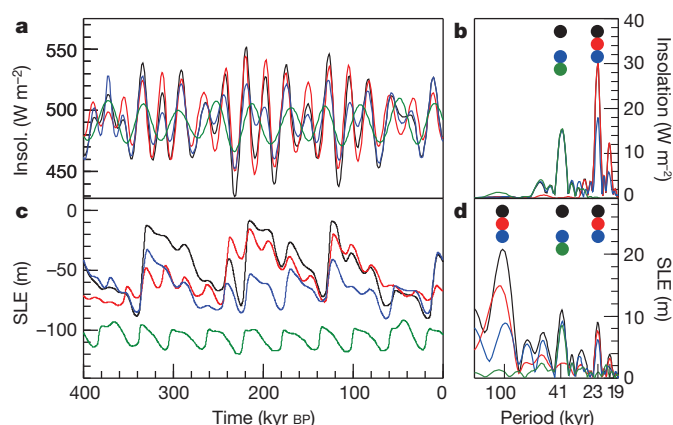 a
b
550
500
450
Insol. (W m⁻²)
40
30
20
10
0
Insolation (W m⁻²)
c
d
0
−50
−100
SLE (m)
20
10
0
SLE (m)
400 300 200 100 0
100 41 23 19
Time (kyr BP)
Period (kyr)